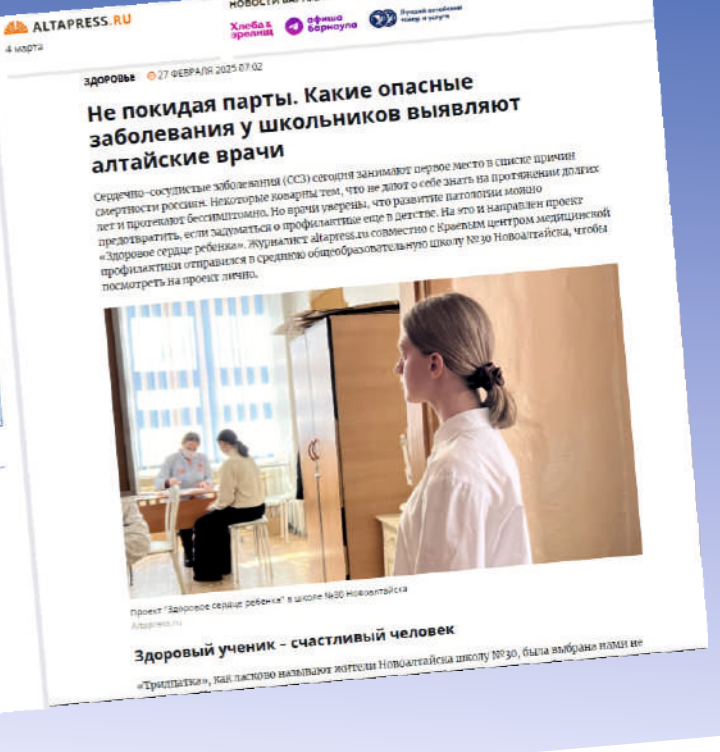 ALTAPRESS.RU
4 марта
НОВОСТИ
Хлеба &
зрелищ
афиша
барнаула
ЗДОРОВЬЕ 27 ФЕВРАЛЯ 2025 07:02
Не покидая парты. Какие опасные
заболевания у школьников выявляют
алтайские врачи
Сердечно-сосудистые заболевания (ССЗ) сегодня занимают первое место в списке причин
смертности россиян. Некоторые коварны тем, что не дают о себе знать на протяжении долгих
лет и протекают бессимптомно. Но врачи уверены, что развитие патологии можно
предотвратить, если задуматься о профилактике еще в детстве. На это и направлен проект
«Здоровое сердце ребенка». Журналист altapress.ru совместно с Краевым центром медицинской
профилактики отправился в среднюю общеобразовательную школу №30 Новоалтайска, чтобы
посмотреть на проект лично.
Проект "Здоровое сердце ребенка" в школе №30 Новоалтайска
Altapress.ru
Здоровый ученик – счастливый человек
«Тридцатка», как ласково называют жители Новоалтайска школу №30, была выбрана нами не